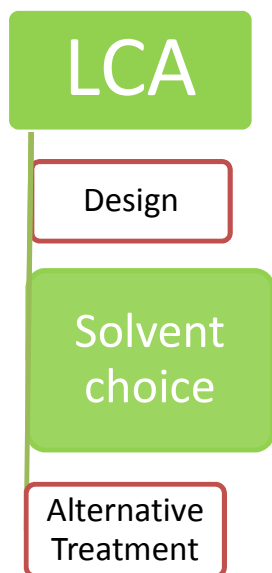 LCA
Design
Solvent
choice
Alternative
Treatment